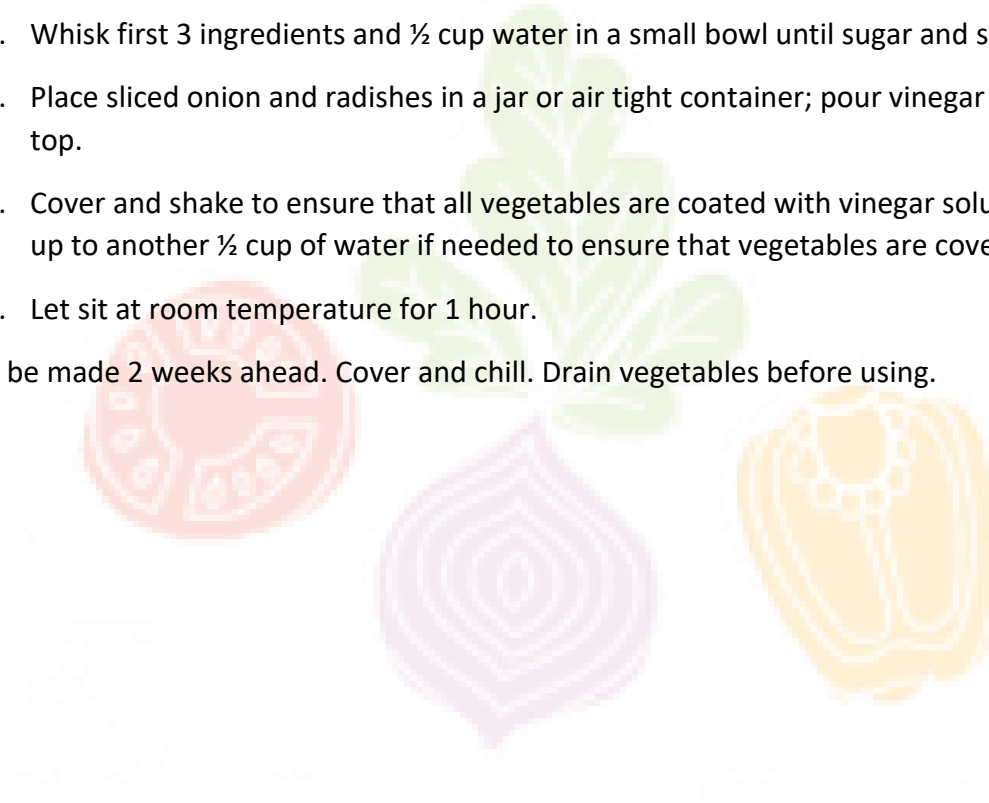 . Whisk first 3 ingredients and ½ cup water in a small bowl until sugar and s
. Place sliced onion and radishes in a jar or air tight container; pour vinegar
top.
. Cover and shake to ensure that all vegetables are coated with vinegar solu
up to another ½ cup of water if needed to ensure that vegetables are cove
. Let sit at room temperature for 1 hour.
be made 2 weeks ahead. Cover and chill. Drain vegetables before using.